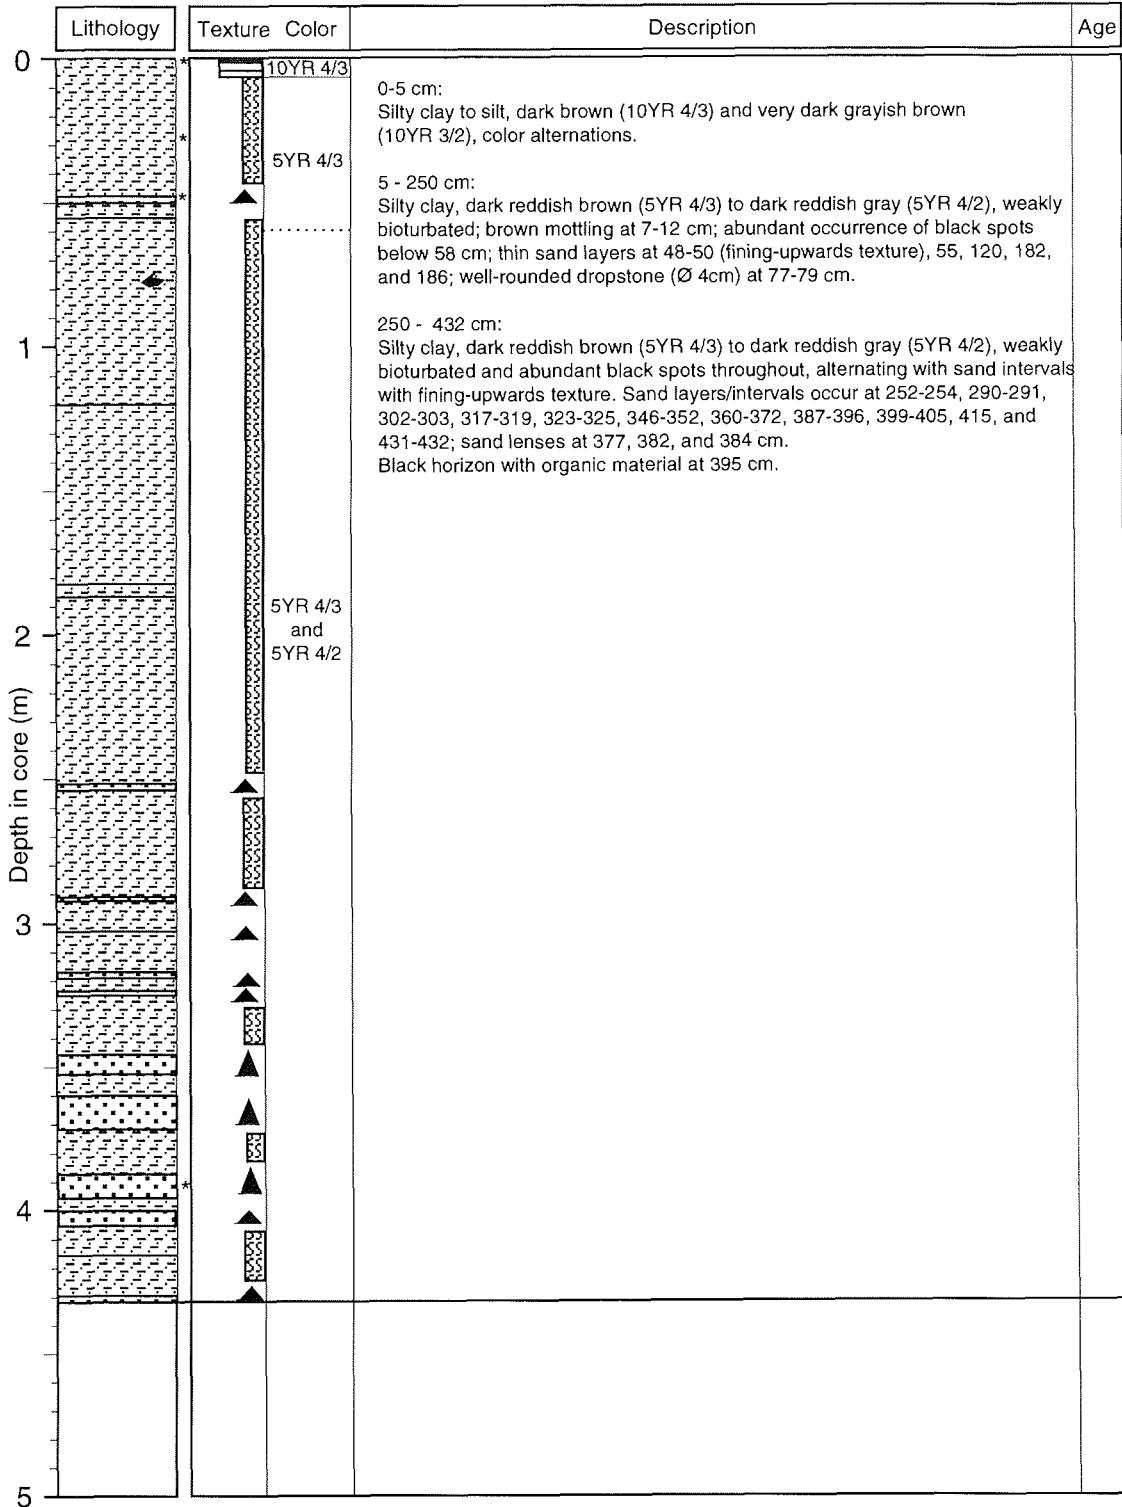 Lithology Texture Color Description Age
0
10YR 4/3
0-5 cm:
Silty clay to silt, dark brown (10YR 4/3) and very dark grayish brown
(10YR 3/2), color alternations.
*
*
*
5YR 4/3
5 - 250 cm:
Silty clay, dark reddish brown (5YR 4/3) to dark reddish gray (5YR 4/2), weakly
bioturbated; brown mottling at 7-12 cm; abundant occurrence of black spots
below 58 cm; thin sand layers at 48-50 (fining-upwards texture), 55, 120, 182,
and 186; well-rounded dropstone (Ø 4cm) at 77-79 cm.
1
250 - 432 cm:
Silty clay, dark reddish brown (5YR 4/3) to dark reddish gray (5YR 4/2), weakly
bioturbated and abundant black spots throughout, alternating with sand intervals
with fining-upwards texture. Sand layers/intervals occur at 252-254, 290-291,
302-303, 317-319, 323-325, 346-352, 360-372, 387-396, 399-405, 415, and
431-432; sand lenses at 377, 382, and 384 cm.
Black horizon with organic material at 395 cm.
5YR 4/3
and
5YR 4/2
2
Depth in core (m)
3
*
4
5